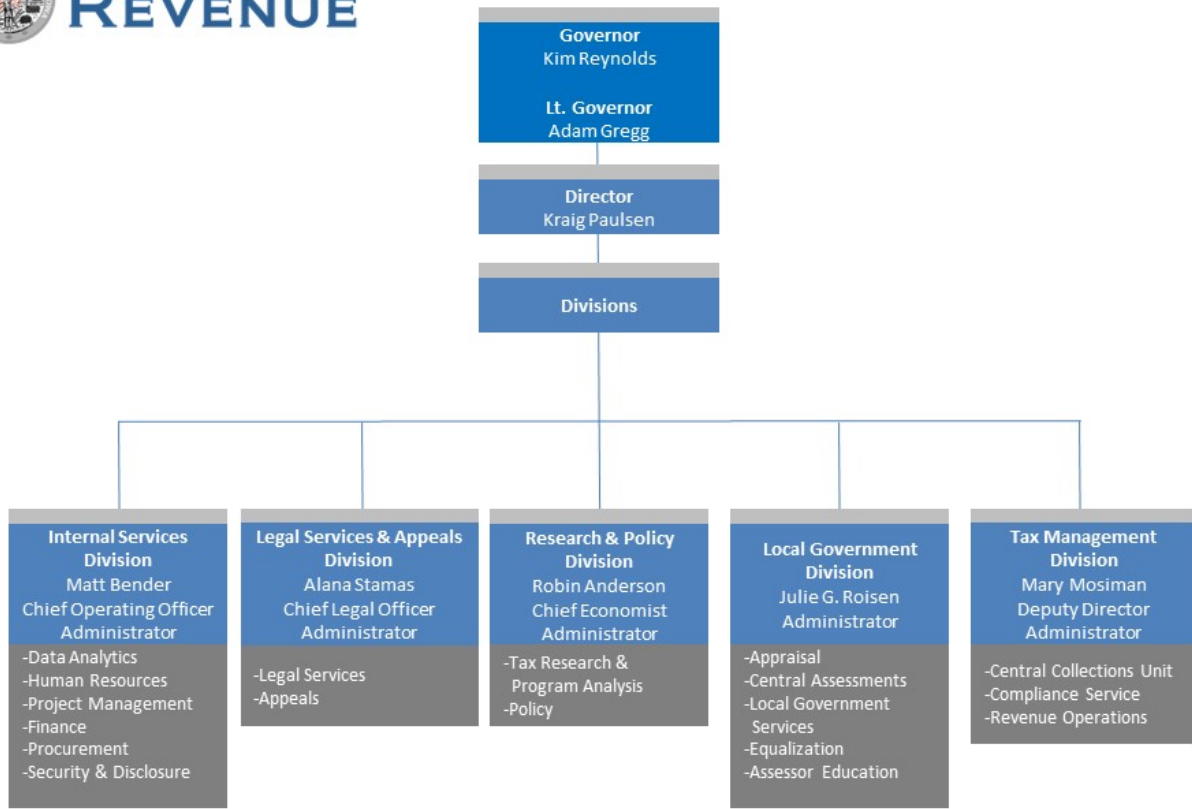 REVENUE
Governor
Kim Reynolds
Lt. Governor
Adam Gregg
Director
Kraig Paulsen
Divisions
Internal Services
Division
Matt Bender
Chief Operating Officer
Administrator
-Data Analytics
-Human Resources
-Project Management
-Finance
-Procurement
-Security & Disclosure
Legal Services & Appeals
Division
Alana Stamas
Chief Legal Officer
Administrator
-Legal Services
-Appeals
Research & Policy
Division
Robin Anderson
Chief Economist
Administrator
-Tax Research &
Program Analysis
-Policy
Local Government
Division
Julie G. Roisen
Administrator
-Appraisal
-Central Assessments
-Local Government
Services
-Equalization
-Assessor Education
Tax Management
Division
Mary Mosiman
Deputy Director
Administrator
-Central Collections Unit
-Compliance Service
-Revenue Operations